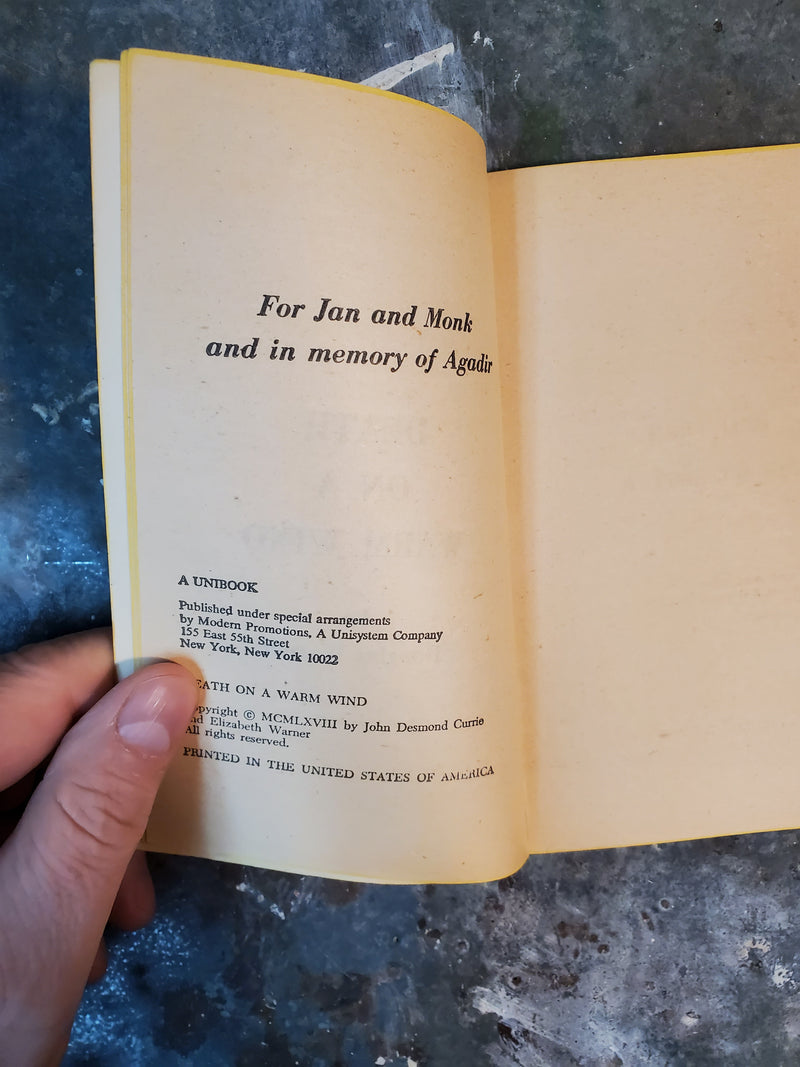 For Jan and Monk
and in memory of Agadir
A UNIBOOK
Published under special arrangements
by Modern Promotions, A Unisystem Company
155 East 55th Street
New York, New York 10022
EATH ON A WARM WIND
pyright © MCMLXVIII by John Desmond Currie
nd Elizabeth Warner
All rights reserved.
PRINTED IN THE UNITED STATES OF AMERICA